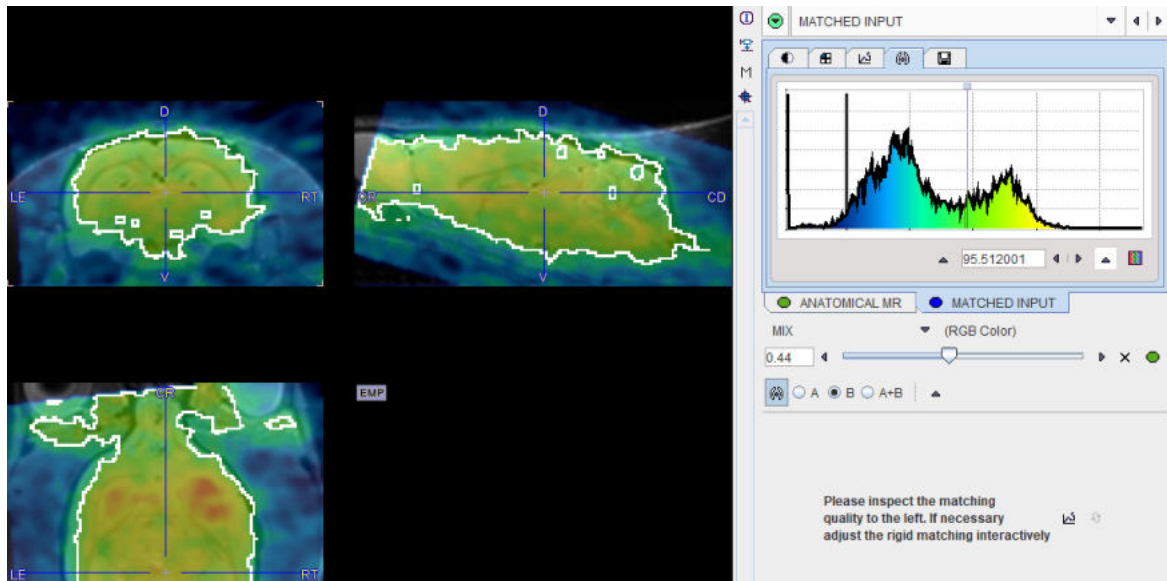 MATCHED INPUT
M
D
D
LE
RT
CR
CD
V
V
95.512001
ANATOMICAL MR
MATCHED INPUT
MIX
(RGB Color)
0.44
CR
EMP
A
B
A+B
Please inspect the matching
quality to the left. If necessary
adjust the rigid matching interactively
LE
RT